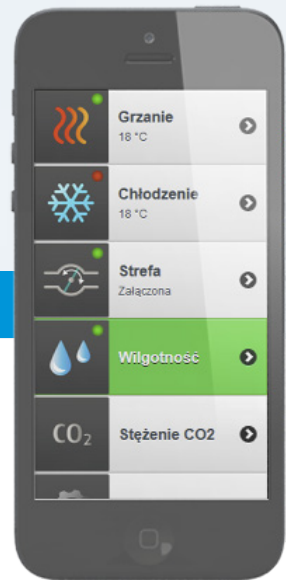 Grzanie
18 °C
Chłodzenie
18 °C
Strefa
Załączona
Wilgotność
CO₂
Stężenie CO2